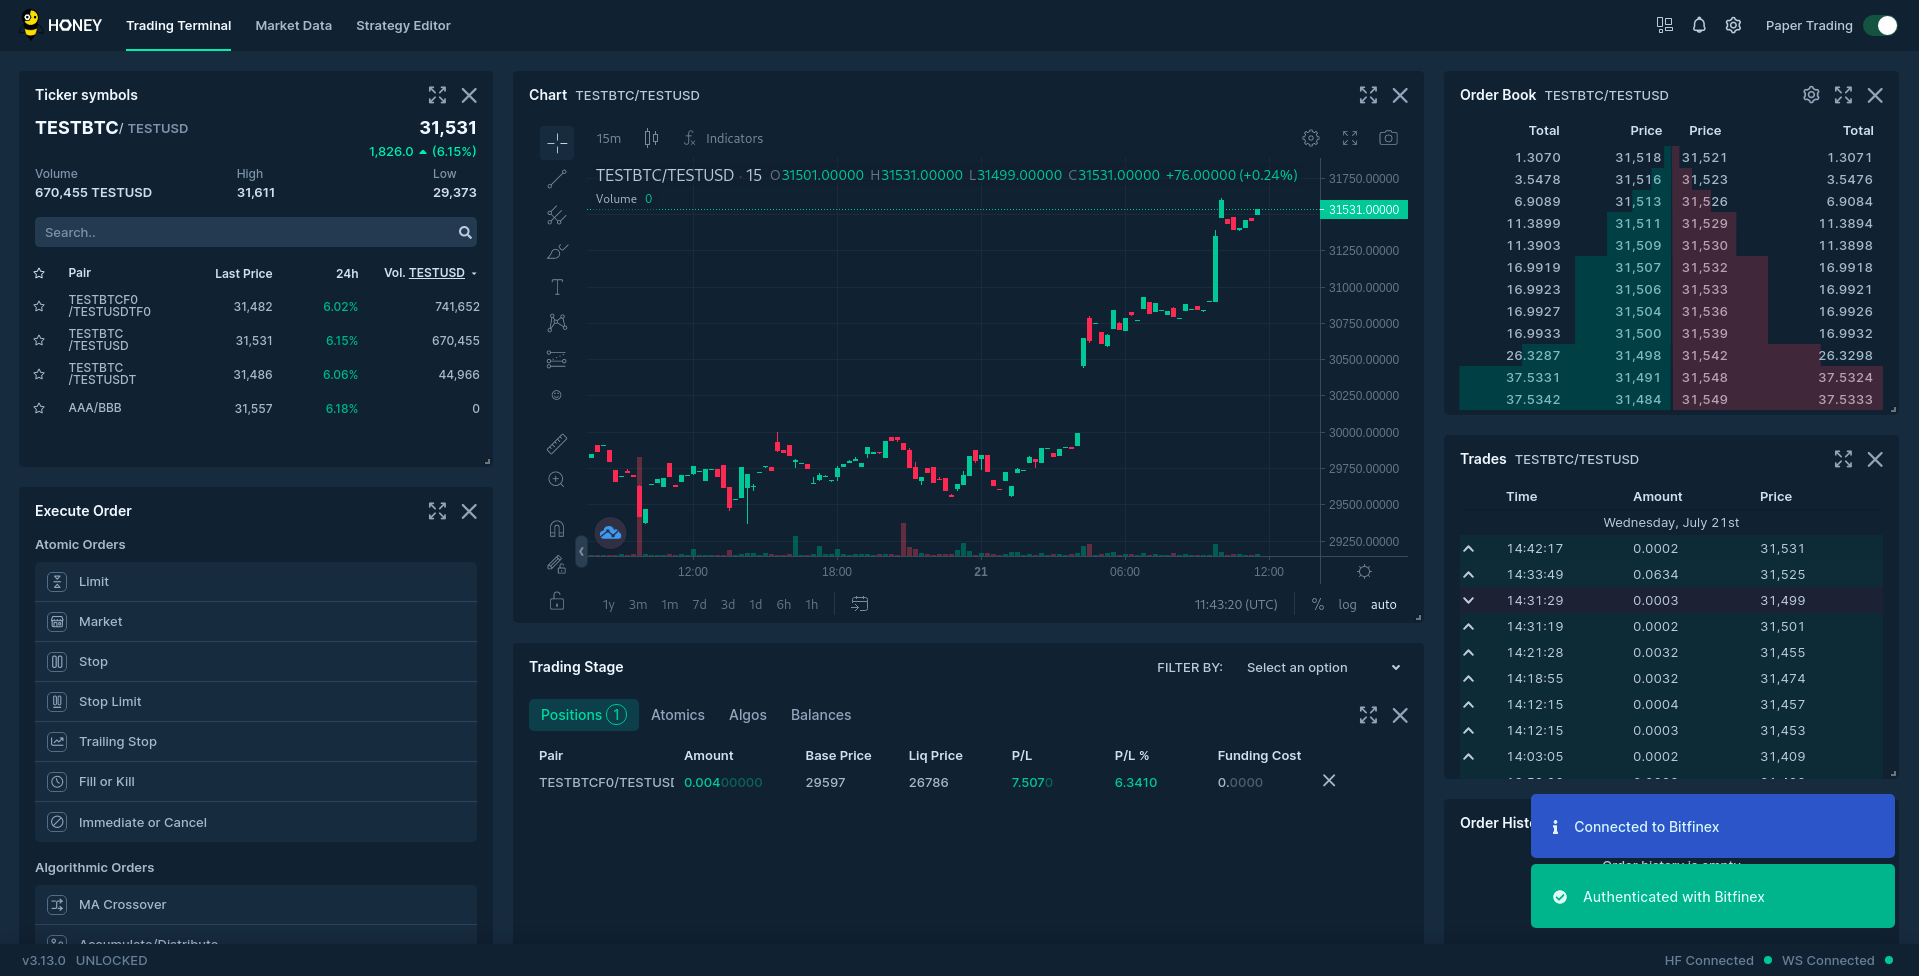 HONEY
Trading Terminal
Market Data
Strategy Editor
Paper Trading
Ticker symbols
TESTBTC/ TESTUSD
31,531
1,826.0 (6.15%)
Volume High Low
670,455 TESTUSD 31,611 29,373
Search..
Pair Last Price 24h Vol. TESTUSD
TESTBTCF0
/TESTUSDTF0 31,482 6.02% 741,652
TESTBTC
/TESTUSD 31,531 6.15% 670,455
TESTBTC
/TESTUSDT 31,486 6.06% 44,966
AAA/BBB 31,557 6.18% 0
Execute Order
Atomic Orders
Limit
Market
Stop
Stop Limit
Trailing Stop
Fill or Kill
Immediate or Cancel
Algorithmic Orders
MA Crossover
Accumulate/Distribute
Chart TESTBTC/TESTUSD
15m Indicators
TESTBTC/TESTUSD · 15 O31501.00000 H31531.00000 L31499.00000 C31531.00000 +76.00000 (+0.24%)
Volume 0
31750.00000
31531.00000
31250.00000
31000.00000
30750.00000
30500.00000
30250.00000
30000.00000
29750.00000
29500.00000
29250.00000
12:00 18:00 21 06:00 12:00
1y 3m 1m 7d 3d 1d 6h 1h 11:43:20 (UTC) % log auto
Trading Stage
FILTER BY: Select an option
Positions 1 Atomics Algos Balances
Pair Amount Base Price Liq Price P/L P/L % Funding Cost
TESTBTCF0/TESTUSD 0.00400000 29597 26786 7.5070 6.3410 0.0000
Order Book TESTBTC/TESTUSD
Total Price Price Total
1.3070 31,518 31,521 1.3071
3.5478 31,516 31,523 3.5476
6.9089 31,513 31,526 6.9084
11.3899 31,511 31,529 11.3894
11.3903 31,509 31,530 11.3898
16.9919 31,507 31,532 16.9918
16.9923 31,506 31,533 16.9921
16.9927 31,504 31,536 16.9926
16.9933 31,500 31,539 16.9932
26.3287 31,498 31,542 26.3298
37.5331 31,491 31,548 37.5324
37.5342 31,484 31,549 37.5333
Trades TESTBTC/TESTUSD
Time Amount Price
Wednesday, July 21st
14:42:17 0.0002 31,531
14:33:49 0.0634 31,525
14:31:29 0.0003 31,499
14:31:19 0.0002 31,501
14:21:28 0.0032 31,455
14:18:55 0.0032 31,474
14:12:15 0.0004 31,457
14:12:15 0.0003 31,453
14:03:05 0.0002 31,409
Order Hist
Order history is empty
Connected to Bitfinex
Authenticated with Bitfinex
v3.13.0 UNLOCKED
HF Connected WS Connected